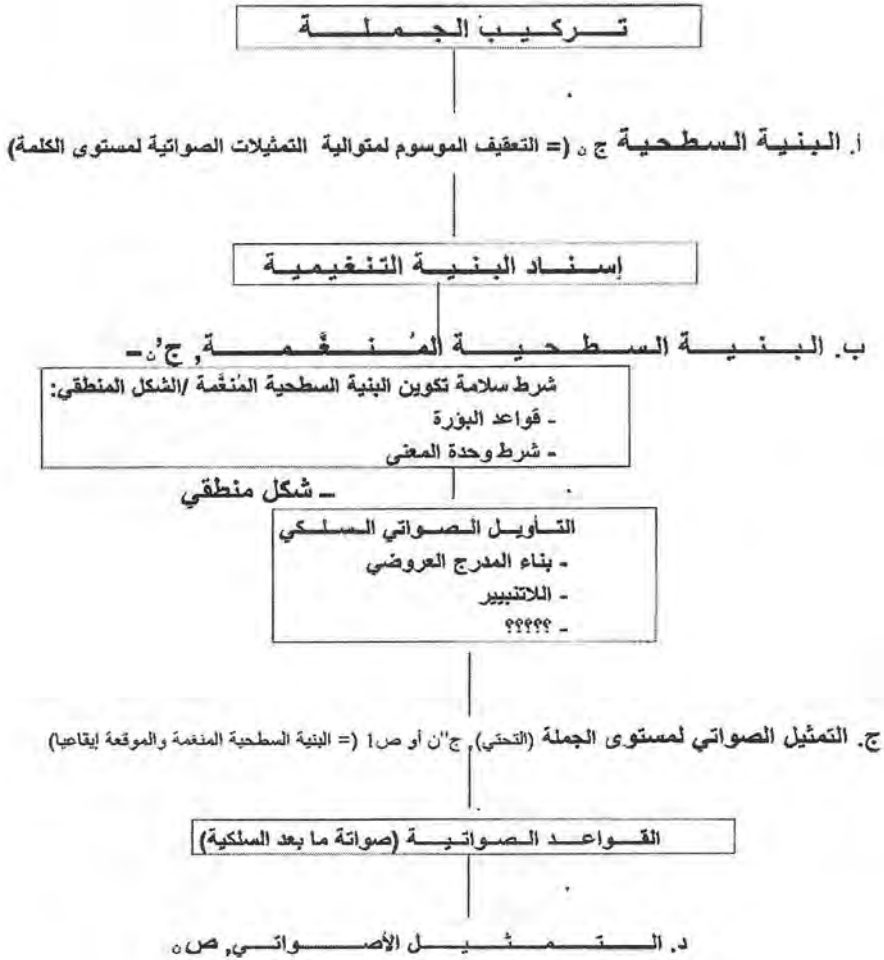 تركيب الجملة
أ. البنية السطحية ج ن (= التعقيف الموسوم لمتوالية التمثيلات الصواتية لمستوى الكلمة)
إسناد البنية التنغيمية
ب. البنية السطحية المُنغَّمة, ج'ن –
شرط سلامة تكوين البنية السطحية المُنغَّمة /الشكل المنطقي:
- قواعد البؤرة
- شرط وحدة المعنى
– شكل منطقي
التأويل الصواتي السلكي
- بناء المدرج العروضي
- اللاتنبيير
- ؟؟؟؟؟
ج. التمثيل الصواتي لمستوى الجملة (التحتي), ج"ن أو ص1 (= البنية السطحية المنغمة والموقعة إيقاعيا)
القواعد الصواتية (صواتة ما بعد السلكية)
د. التمثيل الأصواتي, ص ن